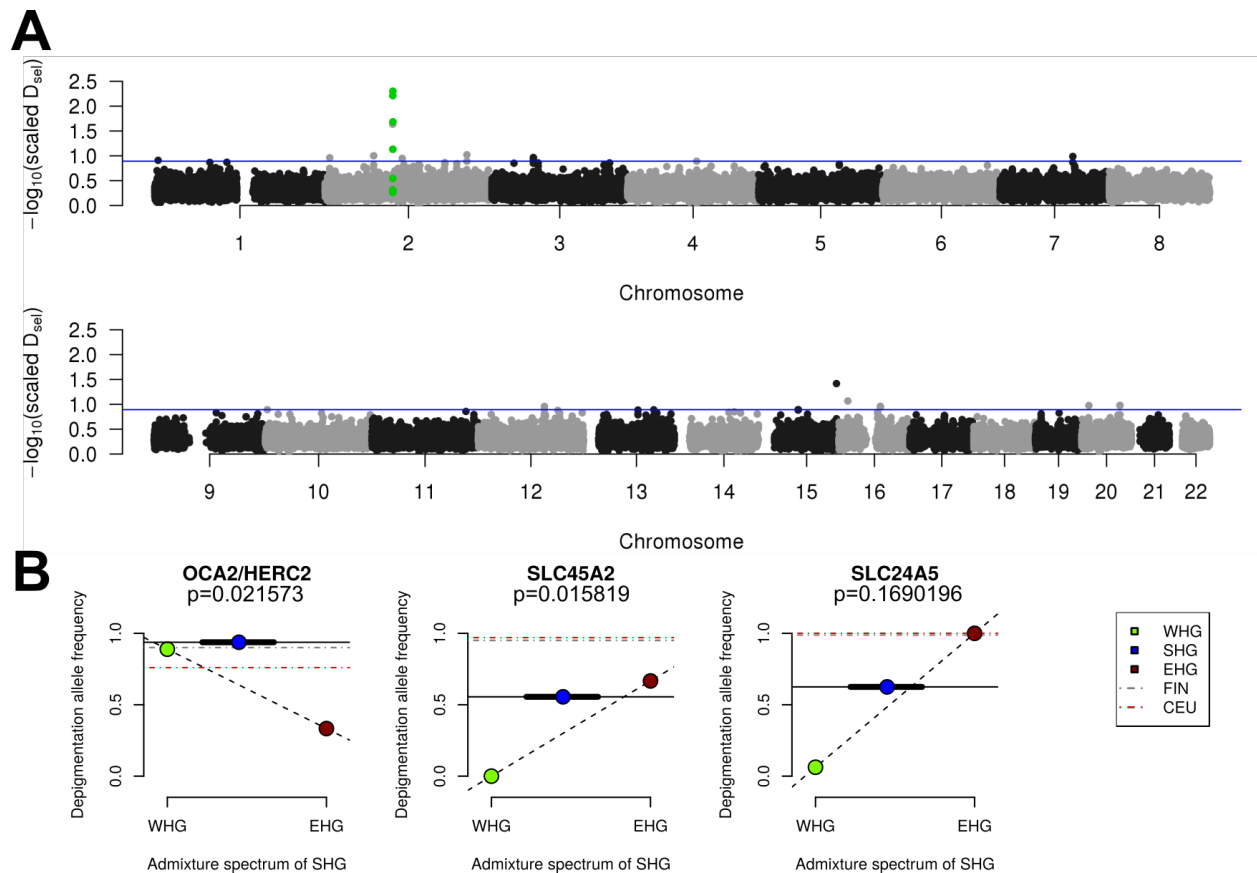 A
−log10(scaled Dsel)
2.5
2.0
1.5
1.0
0.5
0.0
1 2 3 4 5 6 7 8
Chromosome
−log10(scaled Dsel)
2.5
2.0
1.5
1.0
0.5
0.0
9 10 11 12 13 14 15 16 17 18 19 20 21 22
Chromosome
B
OCA2/HERC2
p=0.021573
Depigmentation allele frequency
1.0
0.5
0.0
WHG EHG
Admixture spectrum of SHG
SLC45A2
p=0.015819
Depigmentation allele frequency
1.0
0.5
0.0
WHG EHG
Admixture spectrum of SHG
SLC24A5
p=0.1690196
Depigmentation allele frequency
1.0
0.5
0.0
WHG EHG
Admixture spectrum of SHG
WHG
SHG
EHG
FIN
CEU